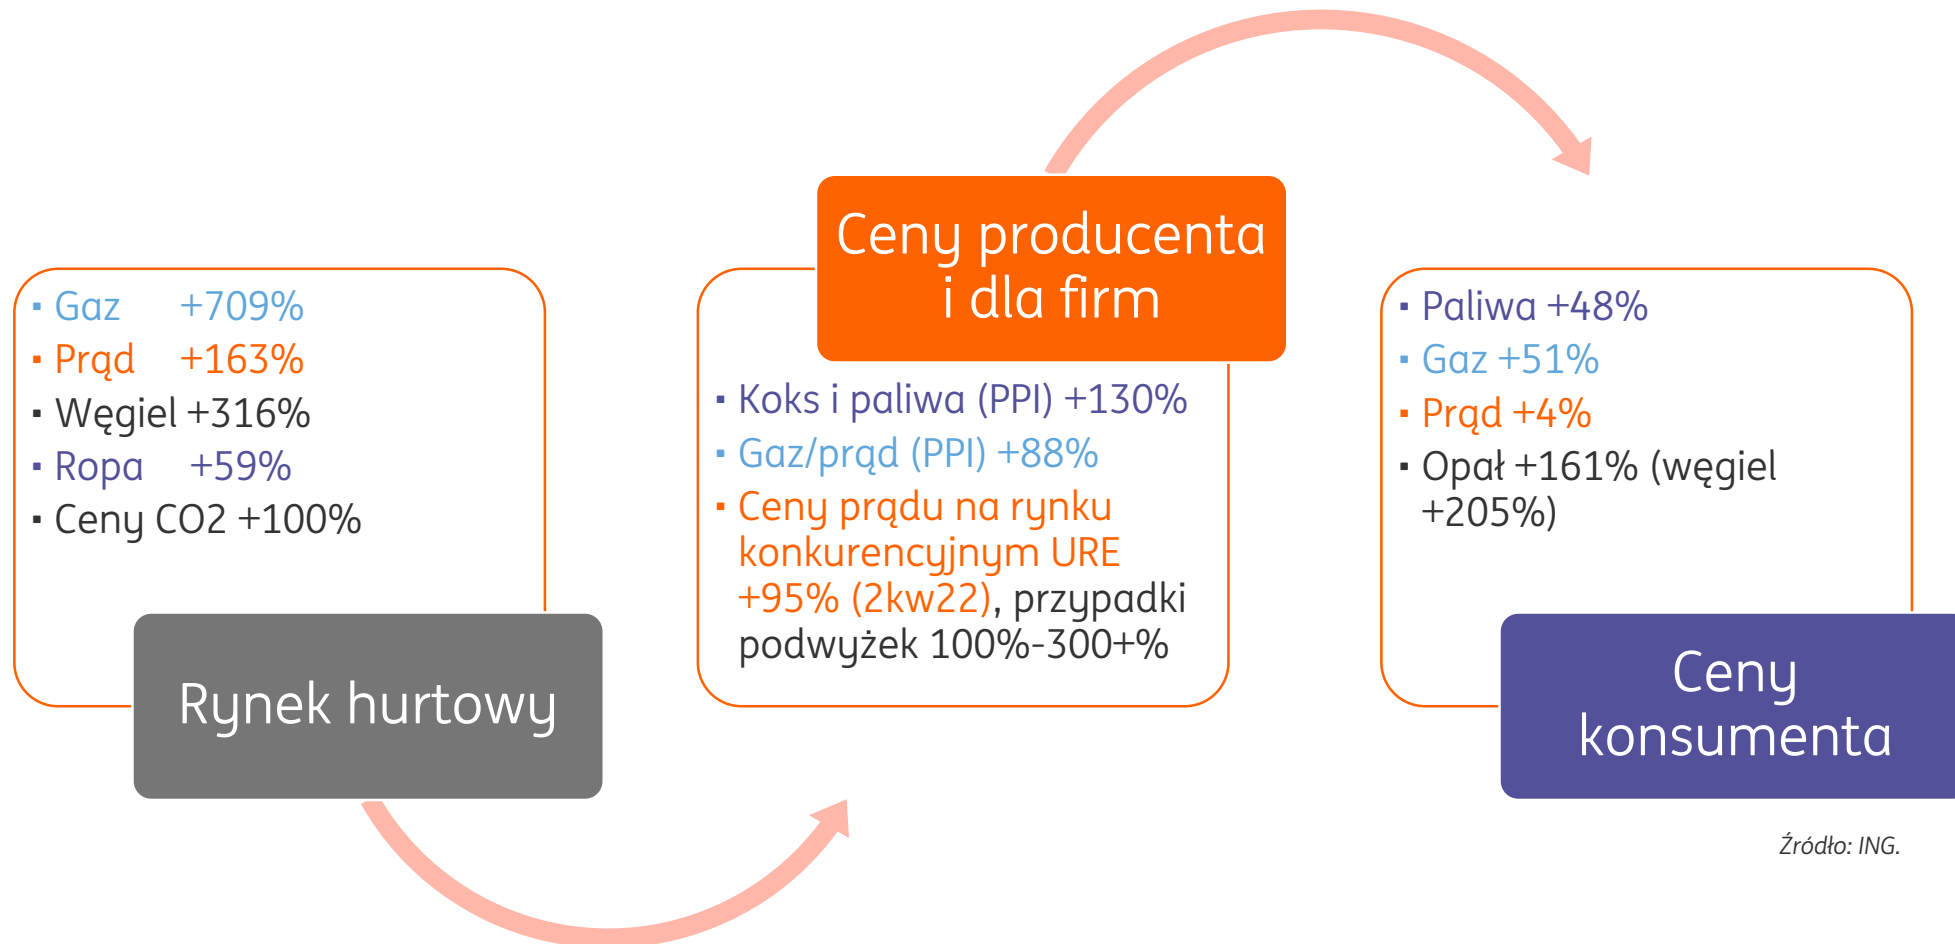 ▪ Gaz +709%
▪ Prąd +163%
▪ Węgiel +316%
▪ Ropa +59%
▪ Ceny CO2 +100%
Rynek hurtowy
Ceny producenta
i dla firm
▪ Koks i paliwa (PPI) +130%
▪ Gaz/prąd (PPI) +88%
▪ Ceny prądu na rynku
konkurencyjnym URE
+95% (2kw22), przypadki
podwyżek 100%-300+%
▪ Paliwa +48%
▪ Gaz +51%
▪ Prąd +4%
▪ Opał +161% (węgiel
+205%)
Ceny
konsumenta
Źródło: ING.